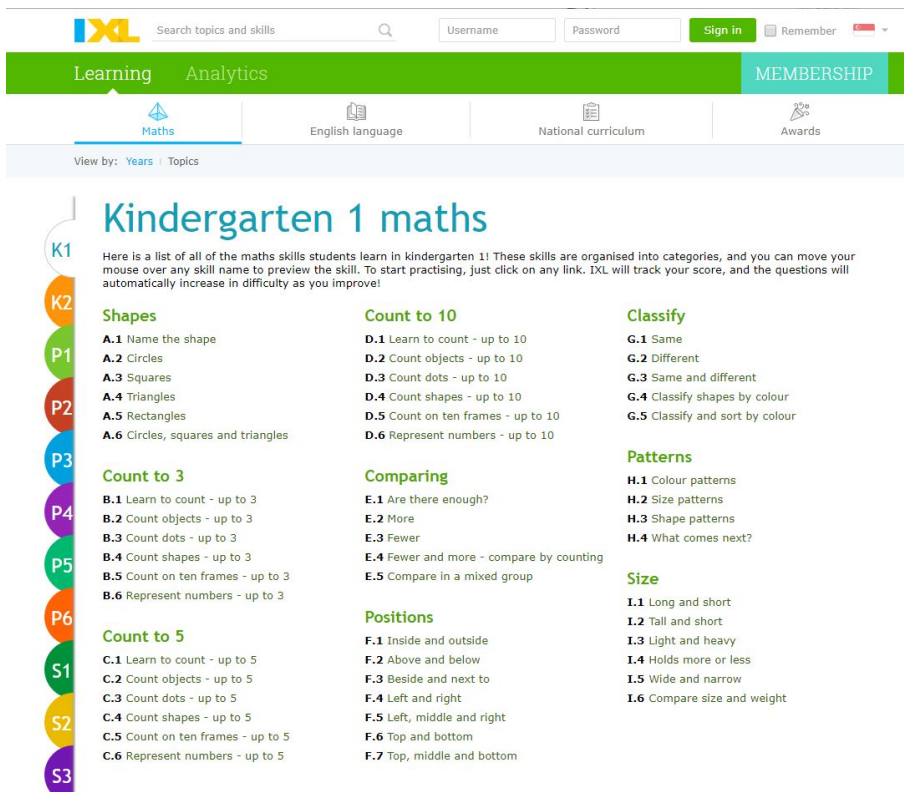 IXL
Search topics and skills
Username
Password
Sign in
Remember
Learning
Analytics
MEMBERSHIP
Maths
English language
National curriculum
Awards
View by: Years | Topics
K1
K2
P1
P2
P3
P4
P5
P6
S1
S2
S3
Kindergarten 1 maths
Here is a list of all of the maths skills students learn in kindergarten 1! These skills are organised into categories, and you can move your
mouse over any skill name to preview the skill. To start practising, just click on any link. IXL will track your score, and the questions will
automatically increase in difficulty as you improve!
Shapes
A.1 Name the shape
A.2 Circles
A.3 Squares
A.4 Triangles
A.5 Rectangles
A.6 Circles, squares and triangles
Count to 3
B.1 Learn to count - up to 3
B.2 Count objects - up to 3
B.3 Count dots - up to 3
B.4 Count shapes - up to 3
B.5 Count on ten frames - up to 3
B.6 Represent numbers - up to 3
Count to 5
C.1 Learn to count - up to 5
C.2 Count objects - up to 5
C.3 Count dots - up to 5
C.4 Count shapes - up to 5
C.5 Count on ten frames - up to 5
C.6 Represent numbers - up to 5
Count to 10
D.1 Learn to count - up to 10
D.2 Count objects - up to 10
D.3 Count dots - up to 10
D.4 Count shapes - up to 10
D.5 Count on ten frames - up to 10
D.6 Represent numbers - up to 10
Comparing
E.1 Are there enough?
E.2 More
E.3 Fewer
E.4 Fewer and more - compare by counting
E.5 Compare in a mixed group
Positions
F.1 Inside and outside
F.2 Above and below
F.3 Beside and next to
F.4 Left and right
F.5 Left, middle and right
F.6 Top and bottom
F.7 Top, middle and bottom
Classify
G.1 Same
G.2 Different
G.3 Same and different
G.4 Classify shapes by colour
G.5 Classify and sort by colour
Patterns
H.1 Colour patterns
H.2 Size patterns
H.3 Shape patterns
H.4 What comes next?
Size
I.1 Long and short
I.2 Tall and short
I.3 Light and heavy
I.4 Holds more or less
I.5 Wide and narrow
I.6 Compare size and weight